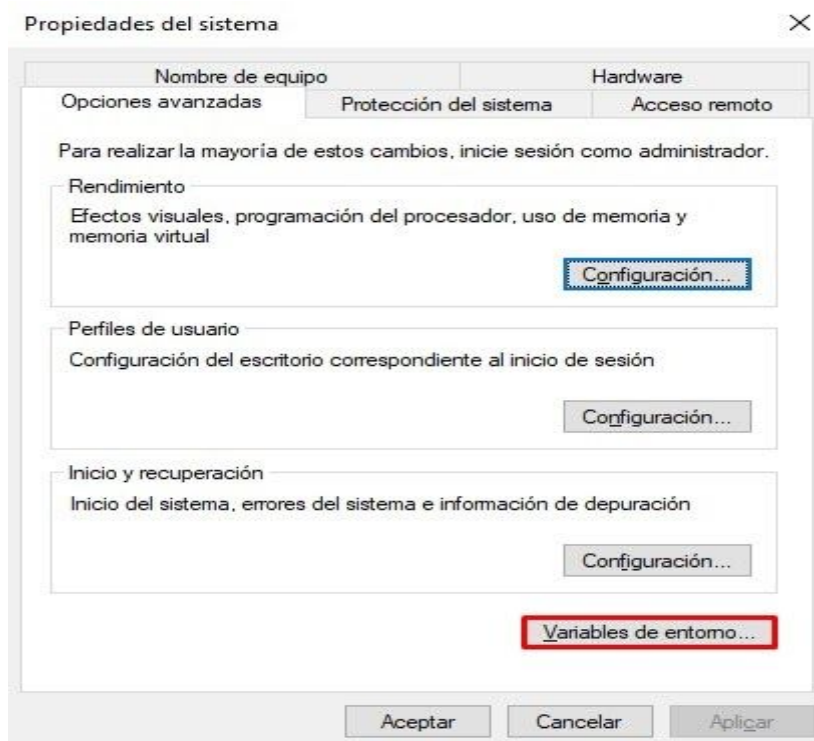 Propiedades del sistema
Nombre de equipo
Hardware
Opciones avanzadas
Protección del sistema
Acceso remoto
Para realizar la mayoría de estos cambios, inicie sesión como administrador.
Rendimiento
Efectos visuales, programación del procesador, uso de memoria y
memoria virtual
Configuración...
Perfiles de usuario
Configuración del escritorio correspondiente al inicio de sesión
Configuración...
Inicio y recuperación
Inicio del sistema, errores del sistema e información de depuración
Configuración...
Variables de entorno...
Aceptar
Cancelar
Aplicar